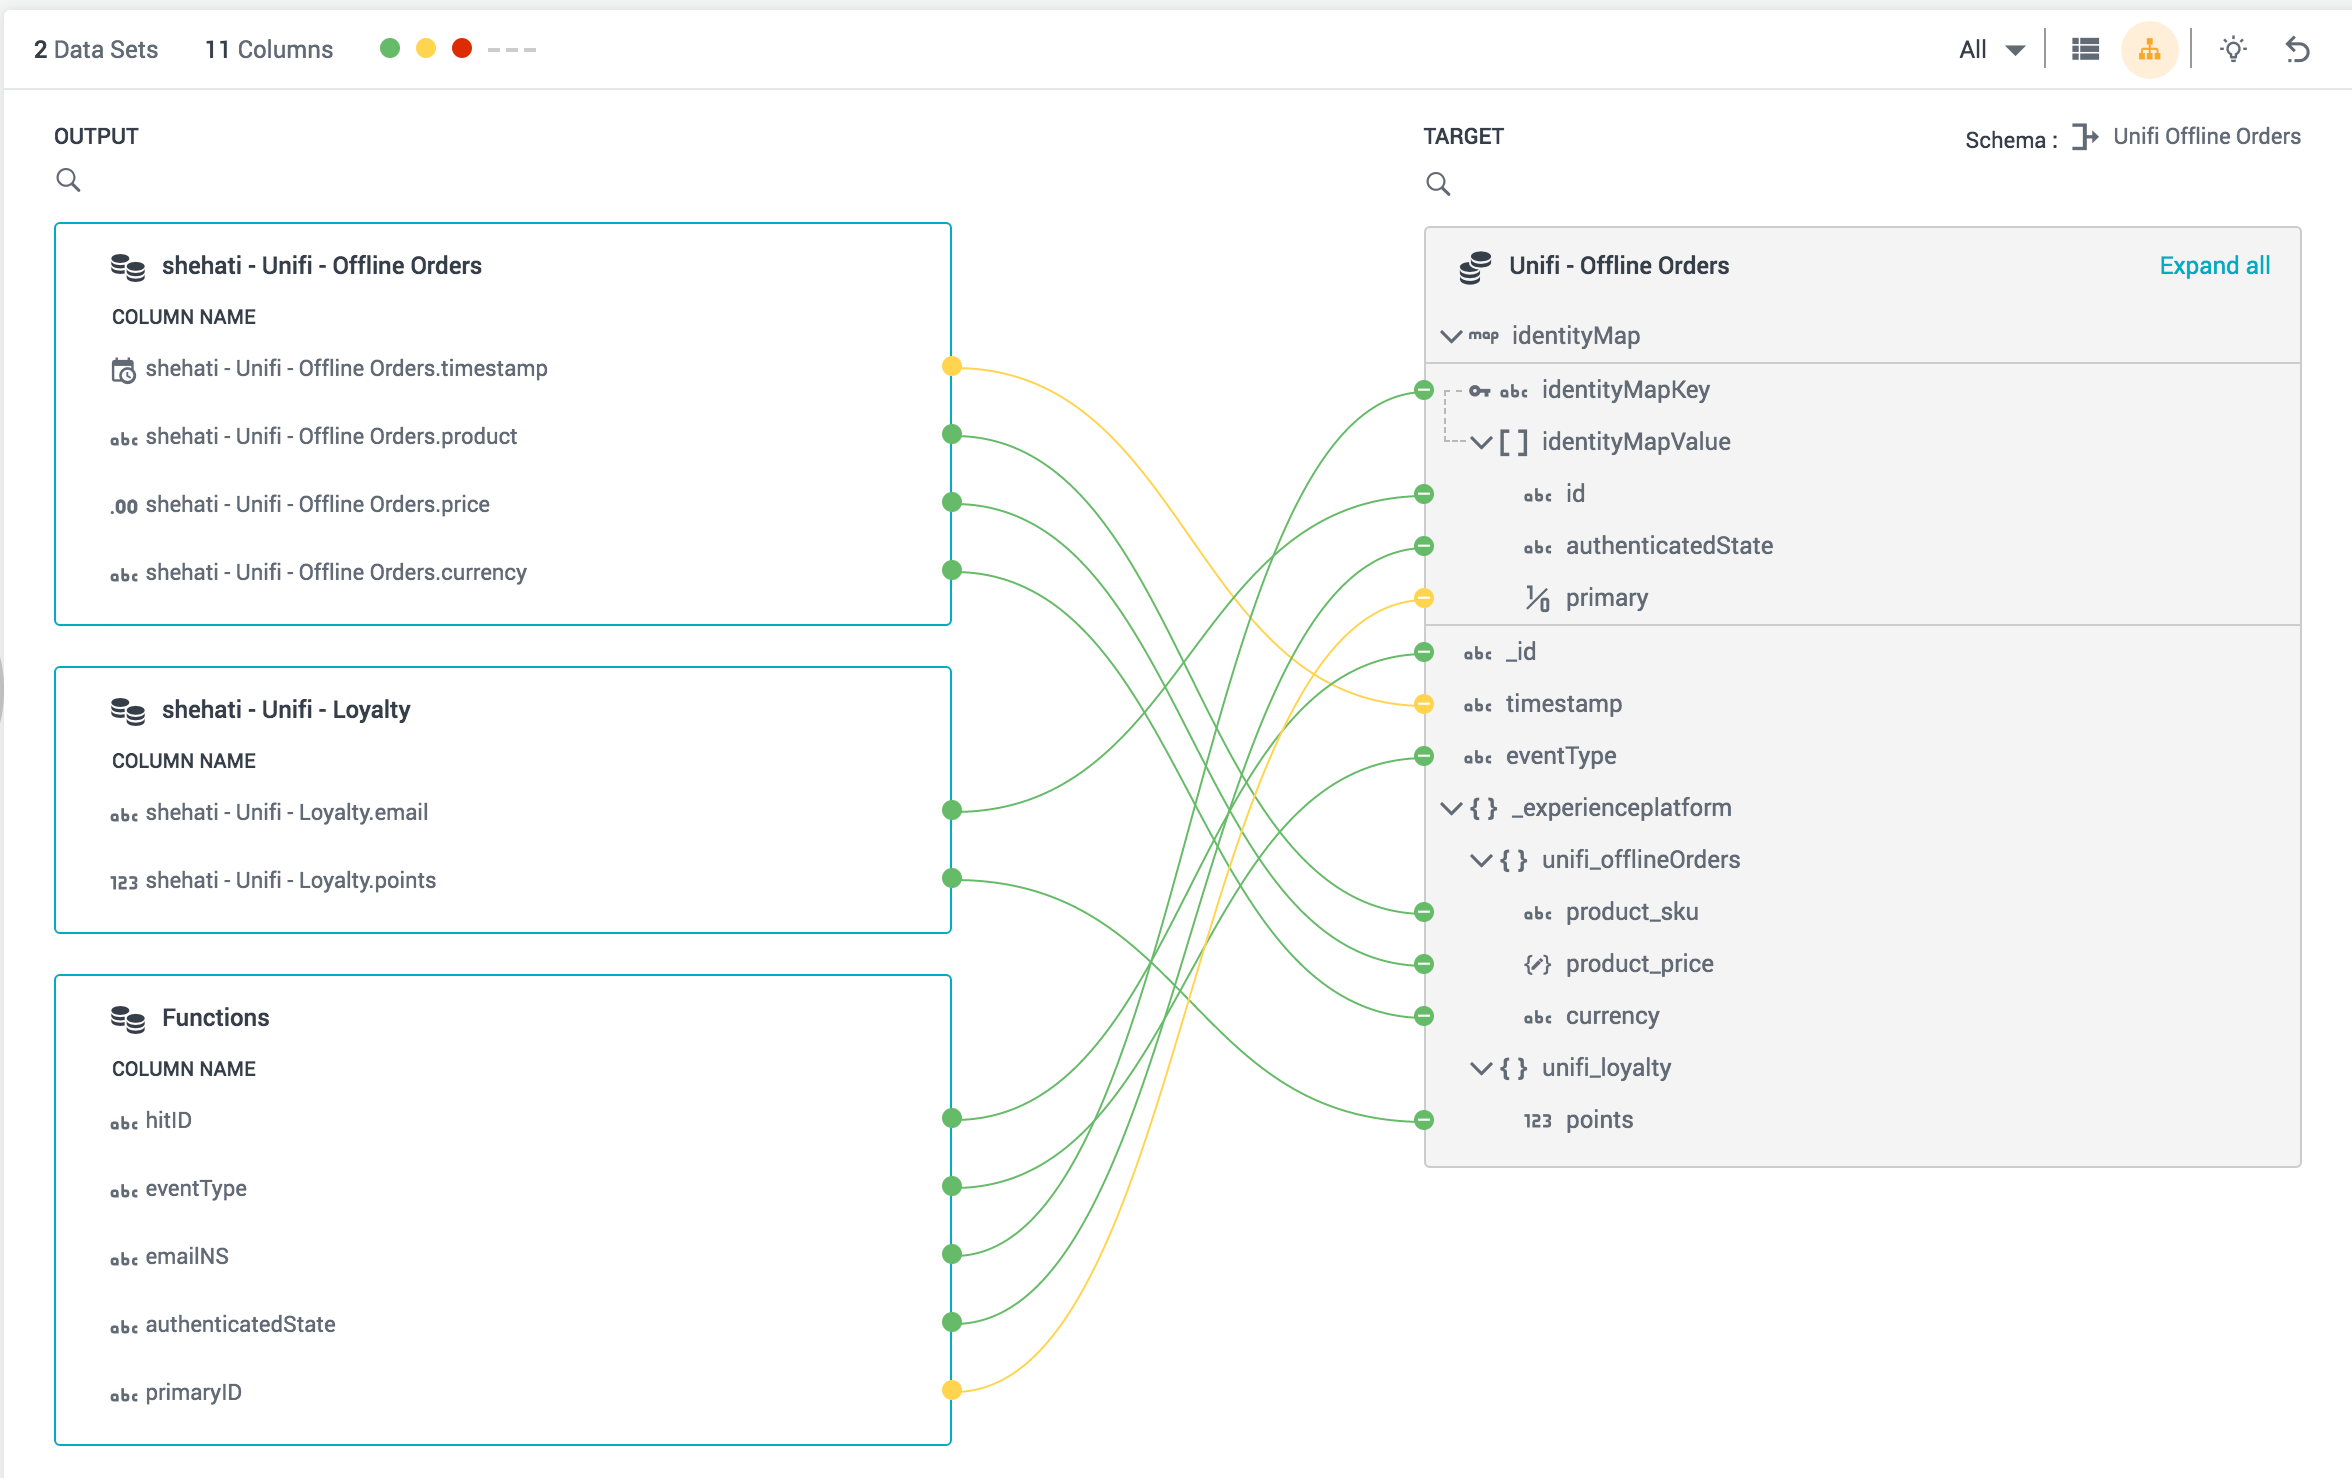 2 Data Sets 11 Columns All
OUTPUT
TARGET
Schema : Unifi Offline Orders
shehati - Unifi - Offline Orders
COLUMN NAME
shehati - Unifi - Offline Orders.timestamp
abc shehati - Unifi - Offline Orders.product
.00 shehati - Unifi - Offline Orders.price
abc shehati - Unifi - Offline Orders.currency
shehati - Unifi - Loyalty
COLUMN NAME
abc shehati - Unifi - Loyalty.email
123 shehati - Unifi - Loyalty.points
Functions
COLUMN NAME
abc hitID
abc eventType
abc emailNS
abc authenticatedState
abc primaryID
Unifi - Offline Orders Expand all
map identityMap
abc identityMapKey
[ ] identityMapValue
abc id
abc authenticatedState
1/0 primary
abc _id
abc timestamp
abc eventType
{ } _experienceplatform
{ } unifi_offlineOrders
abc product_sku
product_price
abc currency
{ } unifi_loyalty
123 points